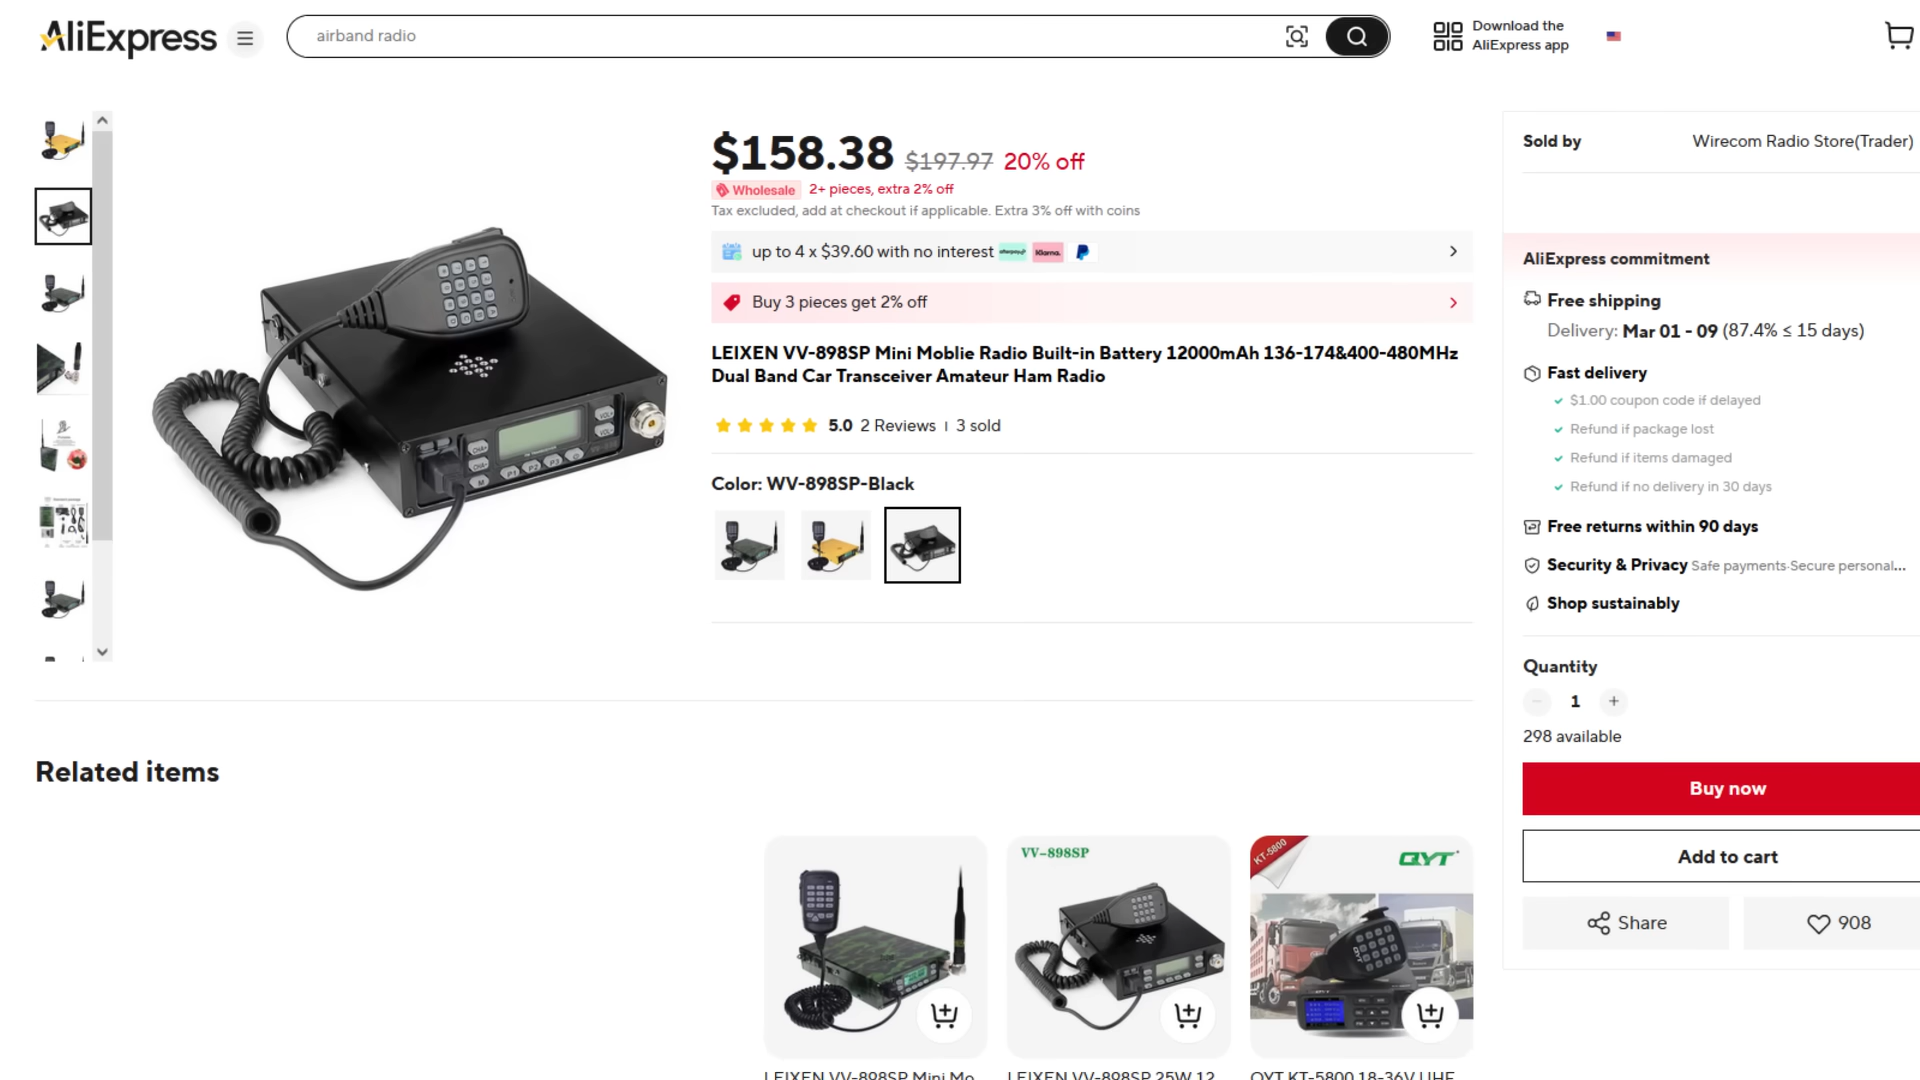 AliExpress
airband radio
Download the
AliExpress app
$158.38 $197.97 20% off
Wholesale 2+ pieces, extra 2% off
Tax excluded, add at checkout if applicable. Extra 3% off with coins
up to 4 x $39.60 with no interest afterpay Klarna.
Buy 3 pieces get 2% off
LEIXEN VV-898SP Mini Moblie Radio Built-in Battery 12000mAh 136-174&400-480MHz
Dual Band Car Transceiver Amateur Ham Radio
5.0 2 Reviews 3 sold
Color: WV-898SP-Black
Sold by Wirecom Radio Store(Trader)
AliExpress commitment
Free shipping
Delivery: Mar 01 - 09 (87.4% ≤ 15 days)
Fast delivery
$1.00 coupon code if delayed
Refund if package lost
Refund if items damaged
Refund if no delivery in 30 days
Free returns within 90 days
Security & Privacy Safe payments·Secure personal...
Shop sustainably
Quantity
1
298 available
Buy now
Add to cart
Share 908
Related items
VV-898SP
KT-5800
QYT
LEIXEN VV-898SP Mini Mo
LEIXEN VV-898SP 25W 12
QYT KT-5800 18-36V UHF